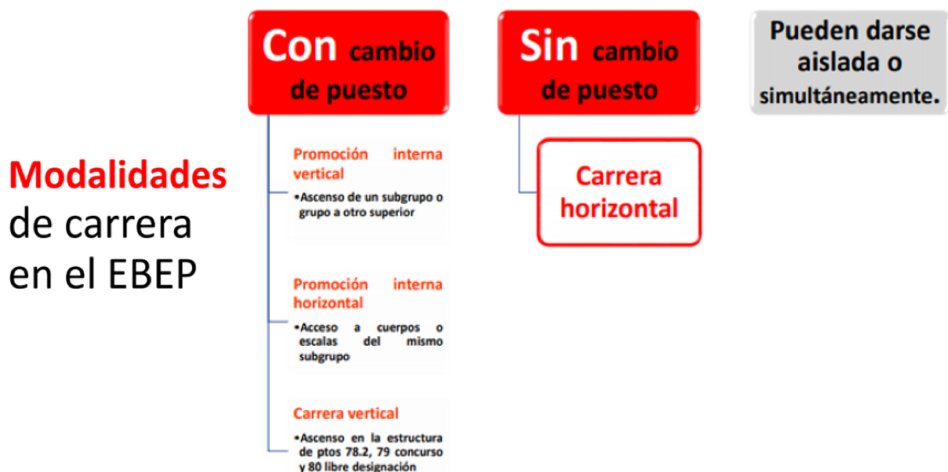 Modalidades
de carrera
en el EBEP
Con cambio
de puesto
Promoción interna
vertical
•Ascenso de un subgrupo o
grupo a otro superior
Promoción interna
horizontal
•Acceso a cuerpos o
escalas del mismo
subgrupo
Carrera vertical
•Ascenso en la estructura
de ptos 78.2, 79 concurso
y 80 libre designación
Sin cambio
de puesto
Carrera
horizontal
Pueden darse
aislada o
simultáneamente.